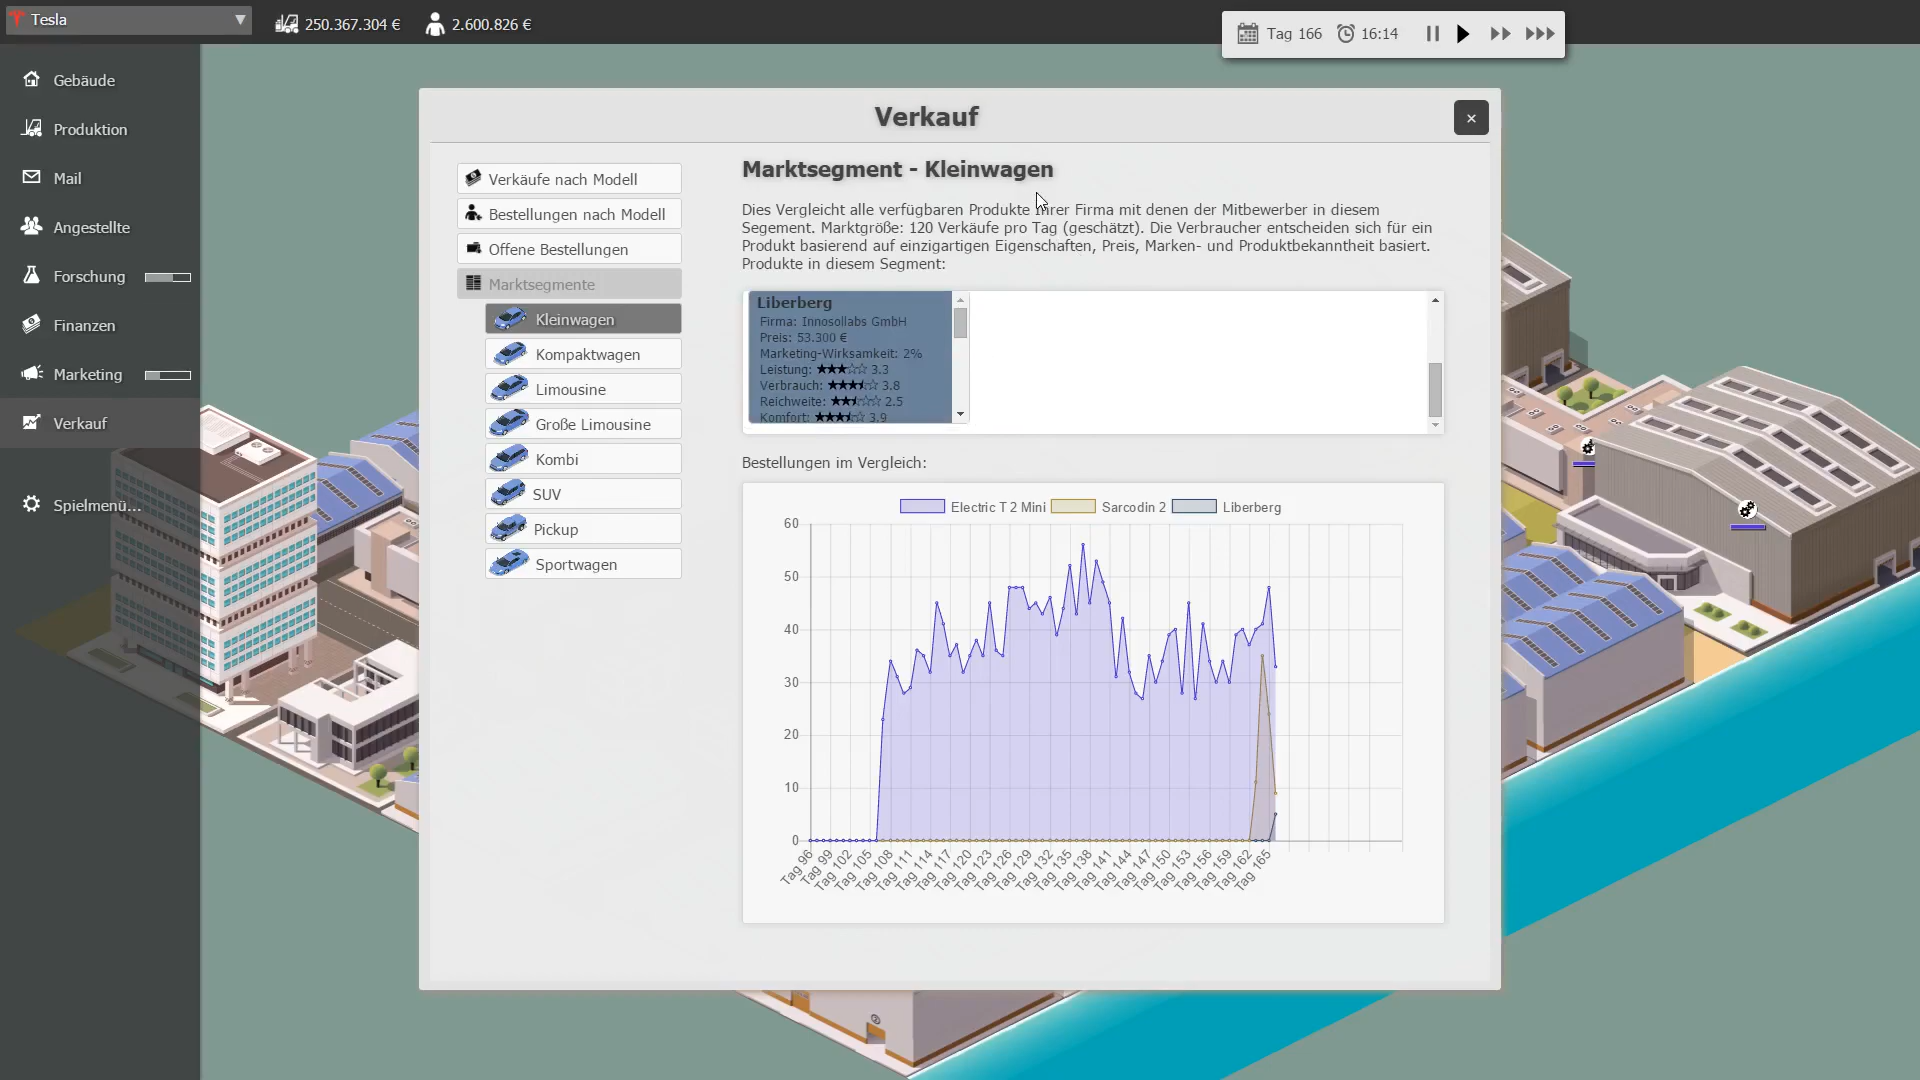 Tesla
250.367.304 €
2.600.826 €
Tag 166
16:14
Gebäude
Produktion
Mail
Angestellte
Forschung
Finanzen
Marketing
Verkauf
Spielmenü...
Verkauf
×
Verkäufe nach Modell
Bestellungen nach Modell
Offene Bestellungen
Marktsegmente
Kleinwagen
Kompaktwagen
Limousine
Große Limousine
Kombi
SUV
Pickup
Sportwagen
Marktsegment - Kleinwagen
Dies Vergleicht alle verfügbaren Produkte Ihrer Firma mit denen der Mitbewerber in diesem
Segement. Marktgröße: 120 Verkäufe pro Tag (geschätzt). Die Verbraucher entscheiden sich für ein
Produkt basierend auf einzigartigen Eigenschaften, Preis, Marken- und Produktbekanntheit basiert.
Produkte in diesem Segment:
Liberberg
Firma: Innosollabs GmbH
Preis: 53.300 €
Marketing-Wirksamkeit: 2%
Leistung: ★★★☆☆ 3.3
Verbrauch: 3.8
Reichweite: 2.5
Komfort: 3.9
Bestellungen im Vergleich:
Electric T 2 Mini
Sarcodin 2
Liberberg
60
50
40
30
20
10
0
Tag 96
Tag 99
Tag 102
Tag 105
Tag 108
Tag 111
Tag 114
Tag 117
Tag 120
Tag 123
Tag 126
Tag 129
Tag 132
Tag 135
Tag 138
Tag 141
Tag 144
Tag 147
Tag 150
Tag 153
Tag 156
Tag 159
Tag 162
Tag 165